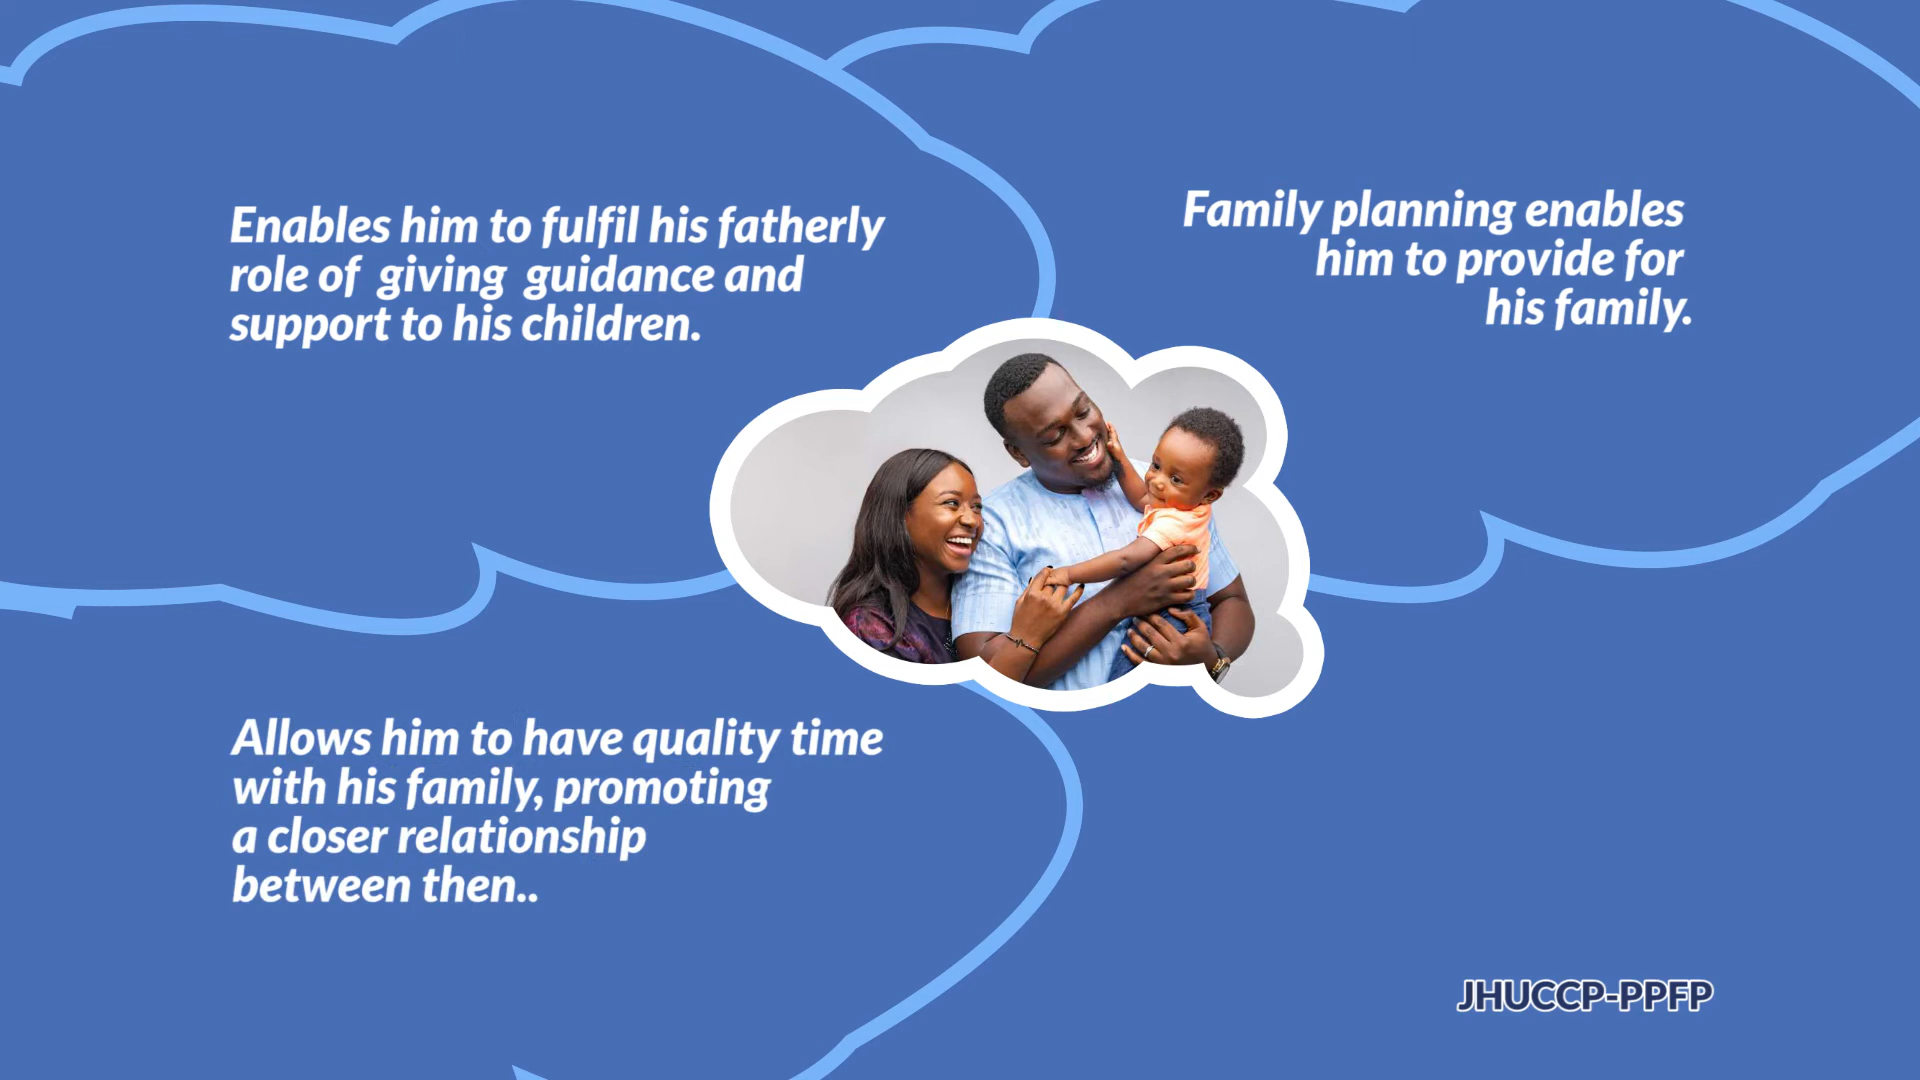 Enables him to fulfil his fatherly
role of giving guidance and
support to his children.
Family planning enables
him to provide for
his family.
Allows him to have quality time
with his family, promoting
a closer relationship
between then..
JHUCCP-PPFP